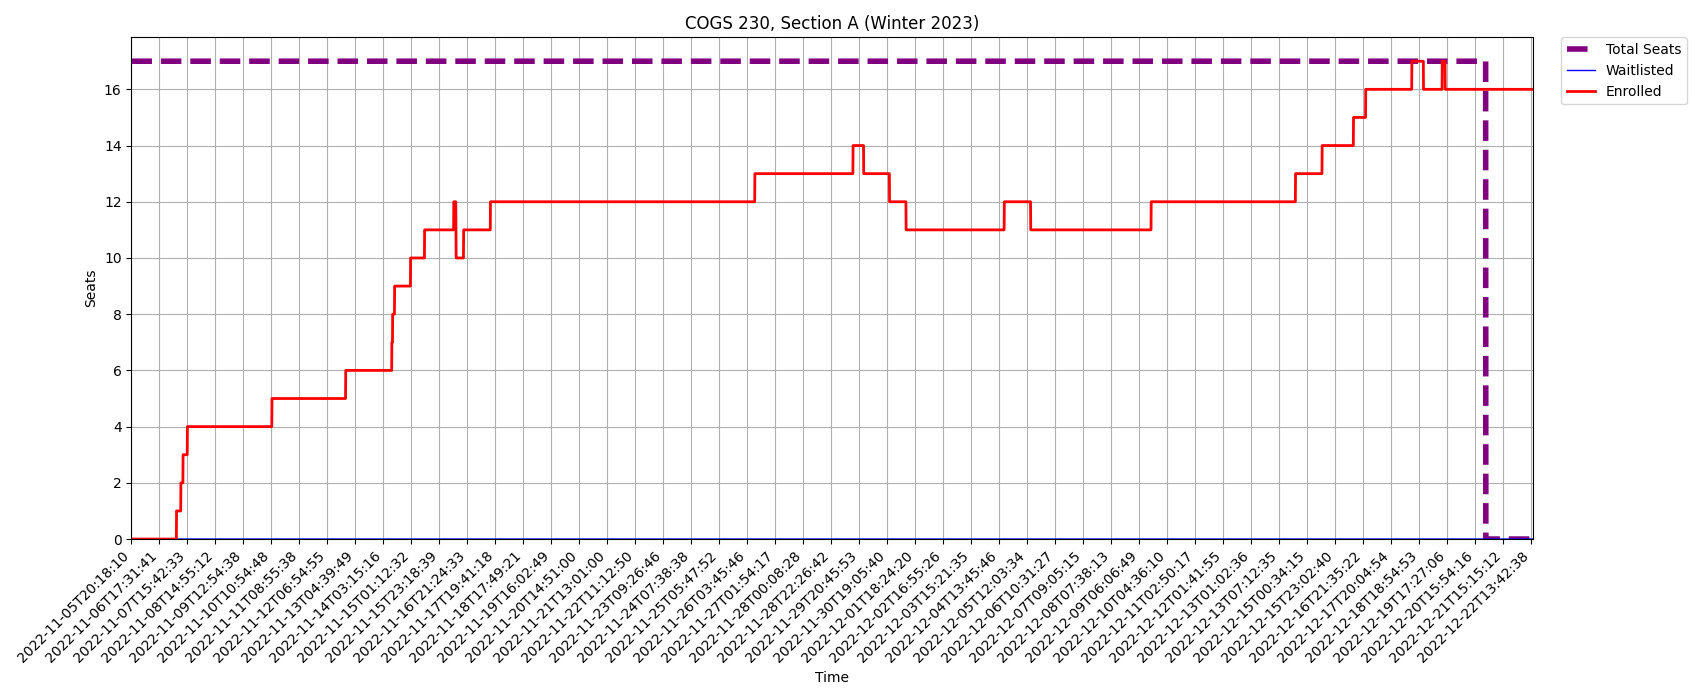 COGS 230, Section A (Winter 2023)
Total Seats
Waitlisted
Enrolled
Seats
16
14
12
10
8
6
4
2
0
2022-11-05T20:18:10
2022-11-06T17:31:41
2022-11-07T15:42:33
2022-11-08T14:55:12
2022-11-09T12:54:38
2022-11-10T10:54:48
2022-11-11T08:55:38
2022-11-12T06:54:55
2022-11-13T04:39:49
2022-11-14T03:15:16
2022-11-15T01:12:32
2022-11-15T23:18:39
2022-11-16T21:24:33
2022-11-17T19:41:18
2022-11-18T17:49:21
2022-11-19T16:02:49
2022-11-20T14:51:00
2022-11-21T13:01:00
2022-11-22T11:12:50
2022-11-23T09:26:46
2022-11-24T07:38:38
2022-11-25T05:47:52
2022-11-26T03:45:46
2022-11-27T01:54:17
2022-11-28T00:08:28
2022-11-28T22:26:42
2022-11-29T20:45:53
2022-11-30T19:05:40
2022-12-01T18:24:20
2022-12-02T16:55:26
2022-12-03T15:21:35
2022-12-04T13:45:46
2022-12-05T12:03:34
2022-12-06T10:31:27
2022-12-07T09:05:15
2022-12-08T07:38:13
2022-12-09T06:06:49
2022-12-10T04:36:10
2022-12-11T02:50:17
2022-12-12T01:41:55
2022-12-13T01:02:36
2022-12-13T07:12:35
2022-12-15T00:34:15
2022-12-15T23:02:40
2022-12-16T21:35:22
2022-12-17T20:04:54
2022-12-18T18:54:53
2022-12-19T17:27:06
2022-12-20T15:54:16
2022-12-21T15:15:12
2022-12-22T13:42:38
Time